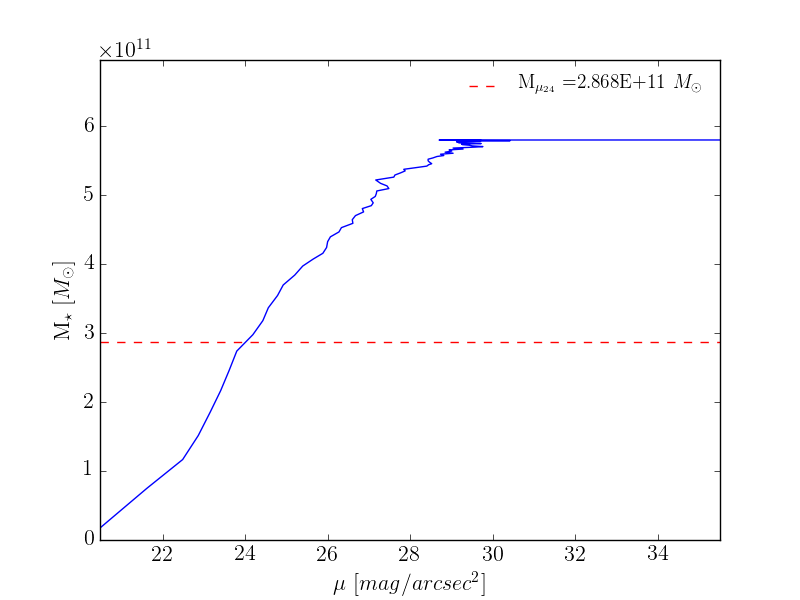 ×10¹¹
M_μ₂₄ =2.868E+11 M_⊙
6
5
4
3
2
1
0
M⋆ [M_⊙]
22 24 26 28 30 32 34
μ [mag/arcsec²]